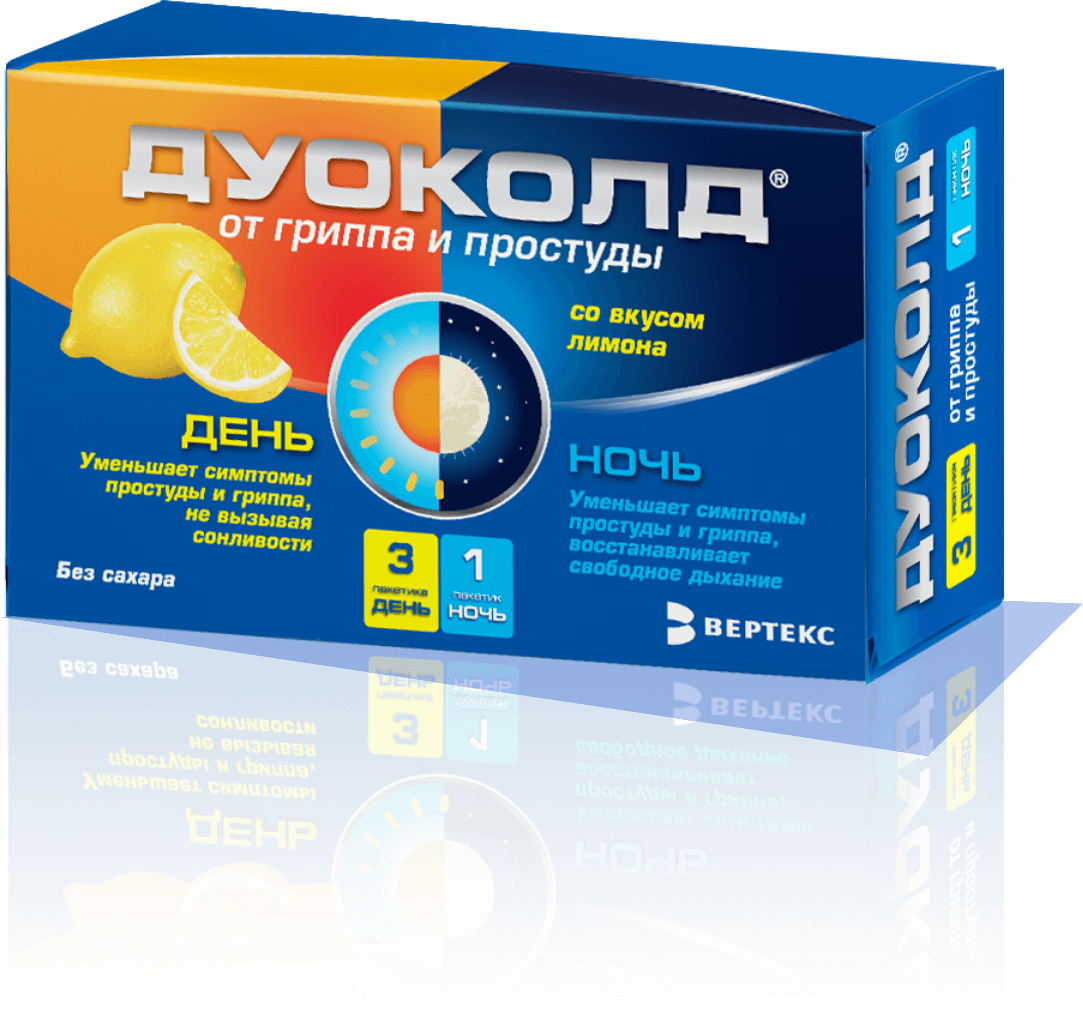 ДУОКОЛД®
от гриппа и простуды
со вкусом
лимона
ДЕНЬ
Уменьшает симптомы
простуды и гриппа,
не вызывая
сонливости
НОЧЬ
Уменьшает симптомы
простуды и гриппа,
восстанавливает
свободное дыхание
Без сахара
3
пакетика
ДЕНЬ
1
пакетик
НОЧЬ
ВЕРТЕКС
ДУОКОЛД®
от гриппа
и простуды
3
пакетика
ДЕНЬ
1
пакетик
НОЧЬ